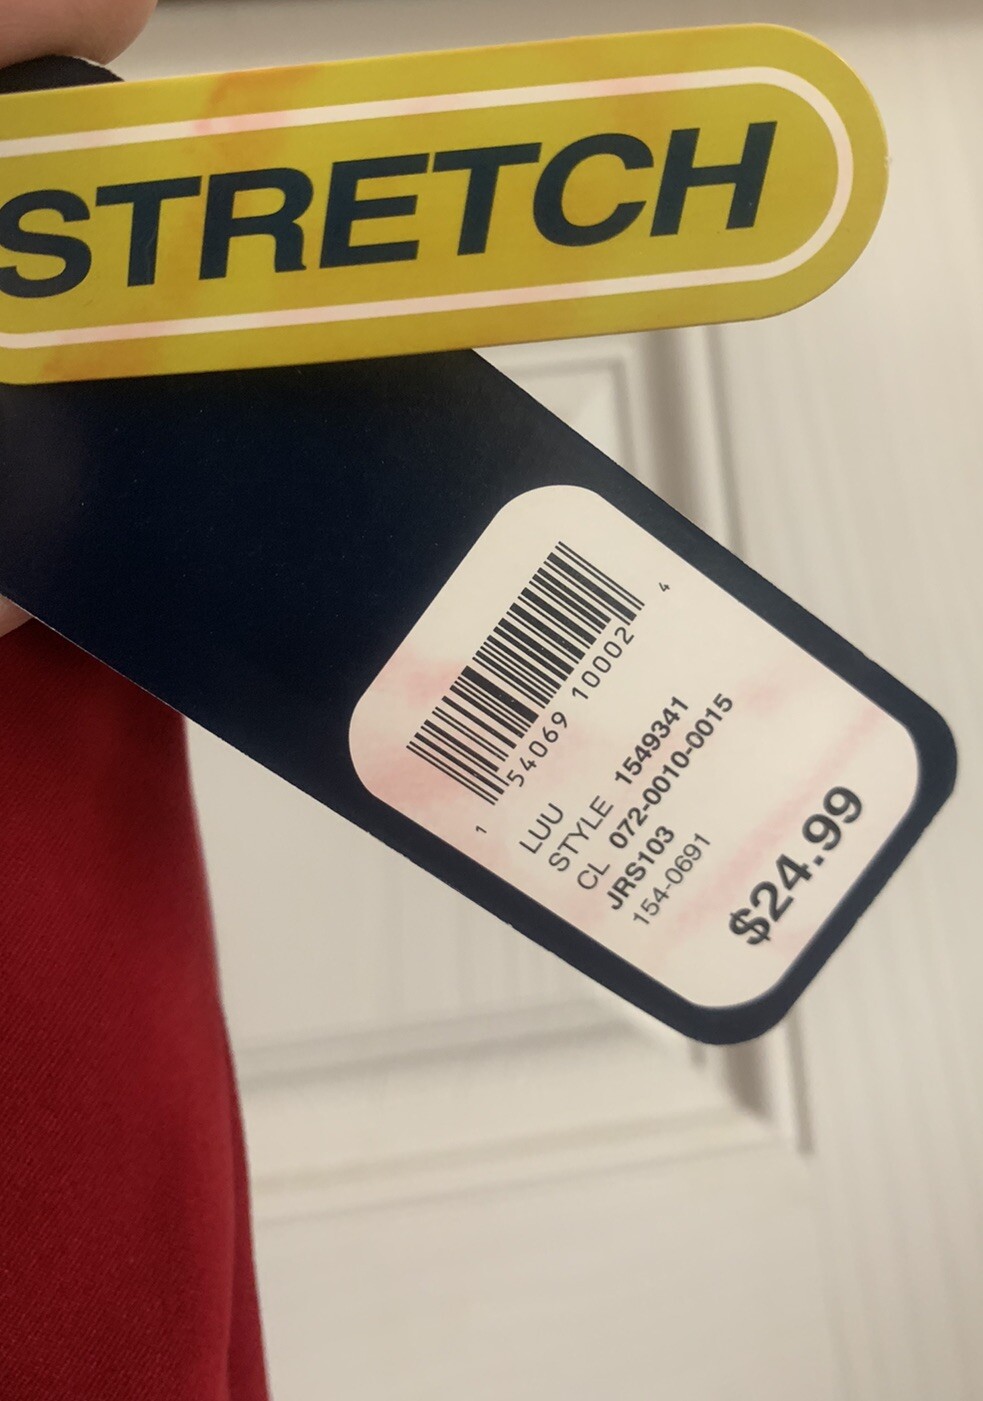 STRETCH
1 54069 10002 4
LUU
STYLE 1549341
CL 072-0010-0015
JRS103
154-0691
$24.99